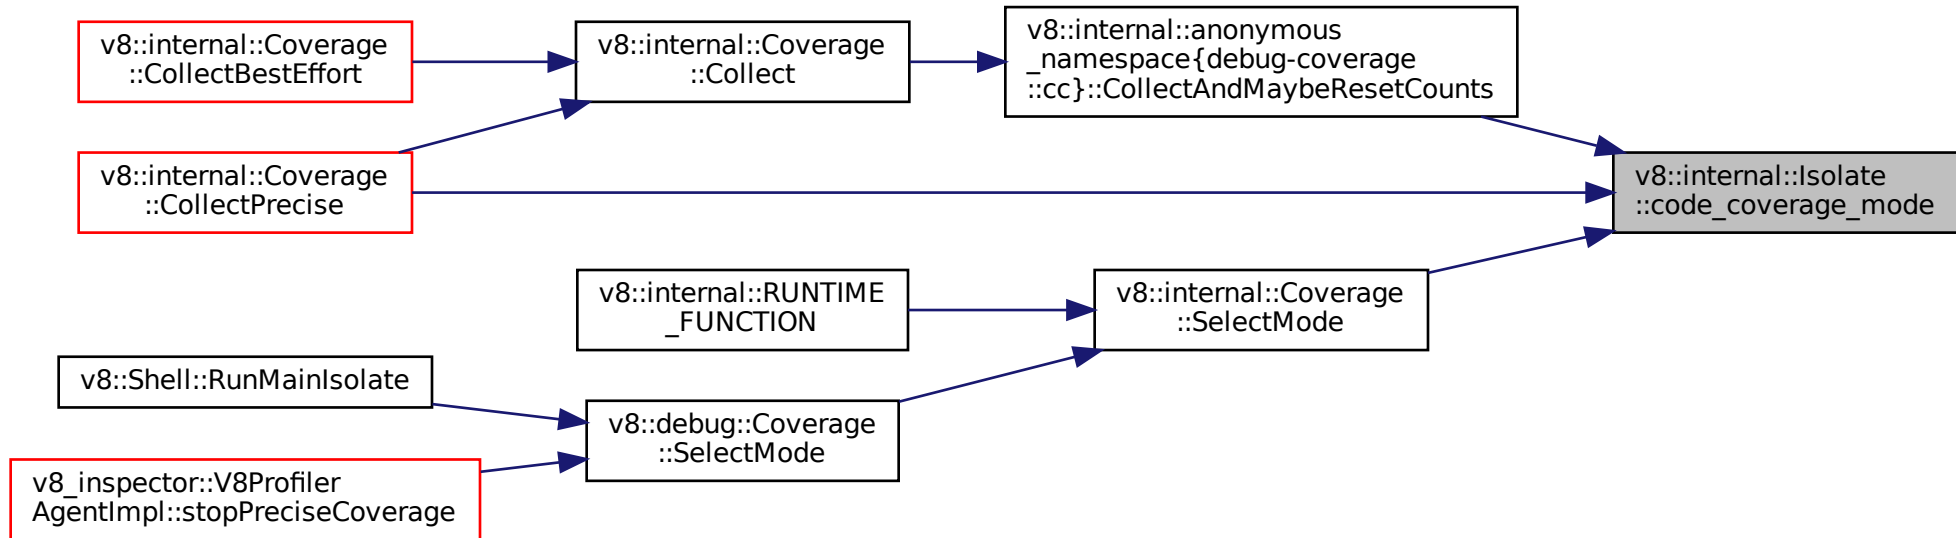 v8::internal::Coverage
::CollectBestEffort
v8::internal::Coverage
::Collect
v8::internal::anonymous
_namespace{debug-coverage
::cc}::CollectAndMaybeResetCounts
v8::internal::Coverage
::CollectPrecise
v8::internal::Isolate
::code_coverage_mode
v8::internal::RUNTIME
_FUNCTION
v8::internal::Coverage
::SelectMode
v8::Shell::RunMainIsolate
v8::debug::Coverage
::SelectMode
v8_inspector::V8Profiler
AgentImpl::stopPreciseCoverage